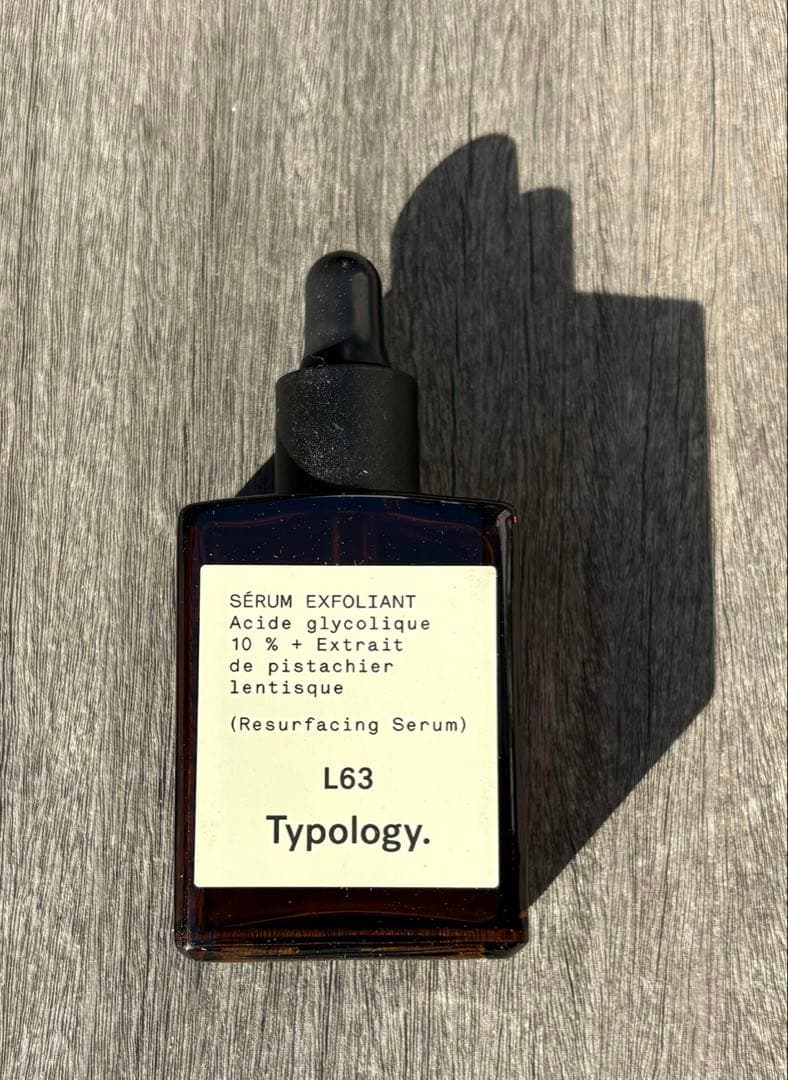 SÉRUM EXFOLIANT
Acide glycolique
10 % + Extrait
de pistachier
lentisque
(Resurfacing Serum)
L63
Typology.